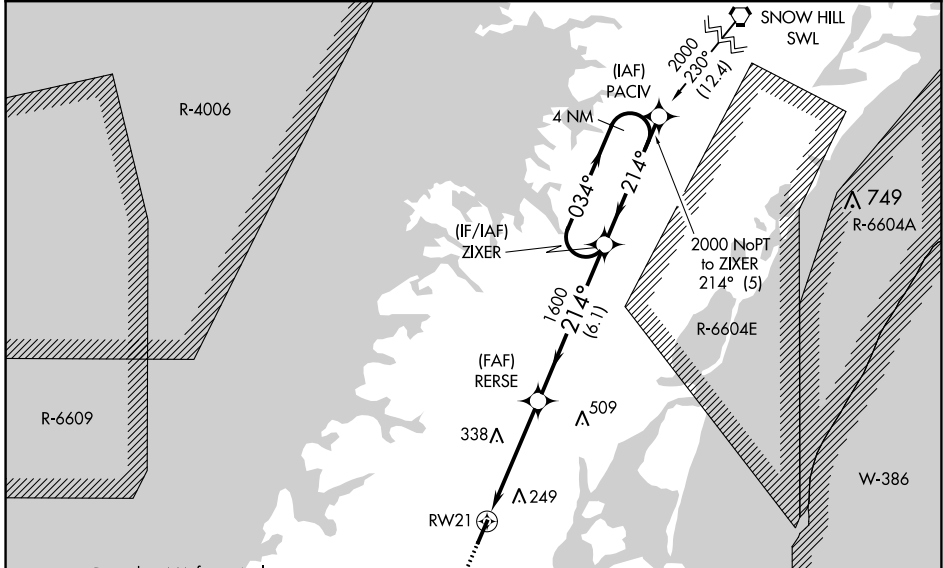 SNOW HILL
SWL
2000
230°
(12.4)
(IAF)
PACIV
R-4006
4 NM
034°
214°
749
R-6604A
(IF/IAF)
ZIXER
2000 NoPT
to ZIXER
214° (5)
1600
214°
(6.1)
R-6604E
(FAF)
RERSE
R-6609
509
338
W-386
249
RW21